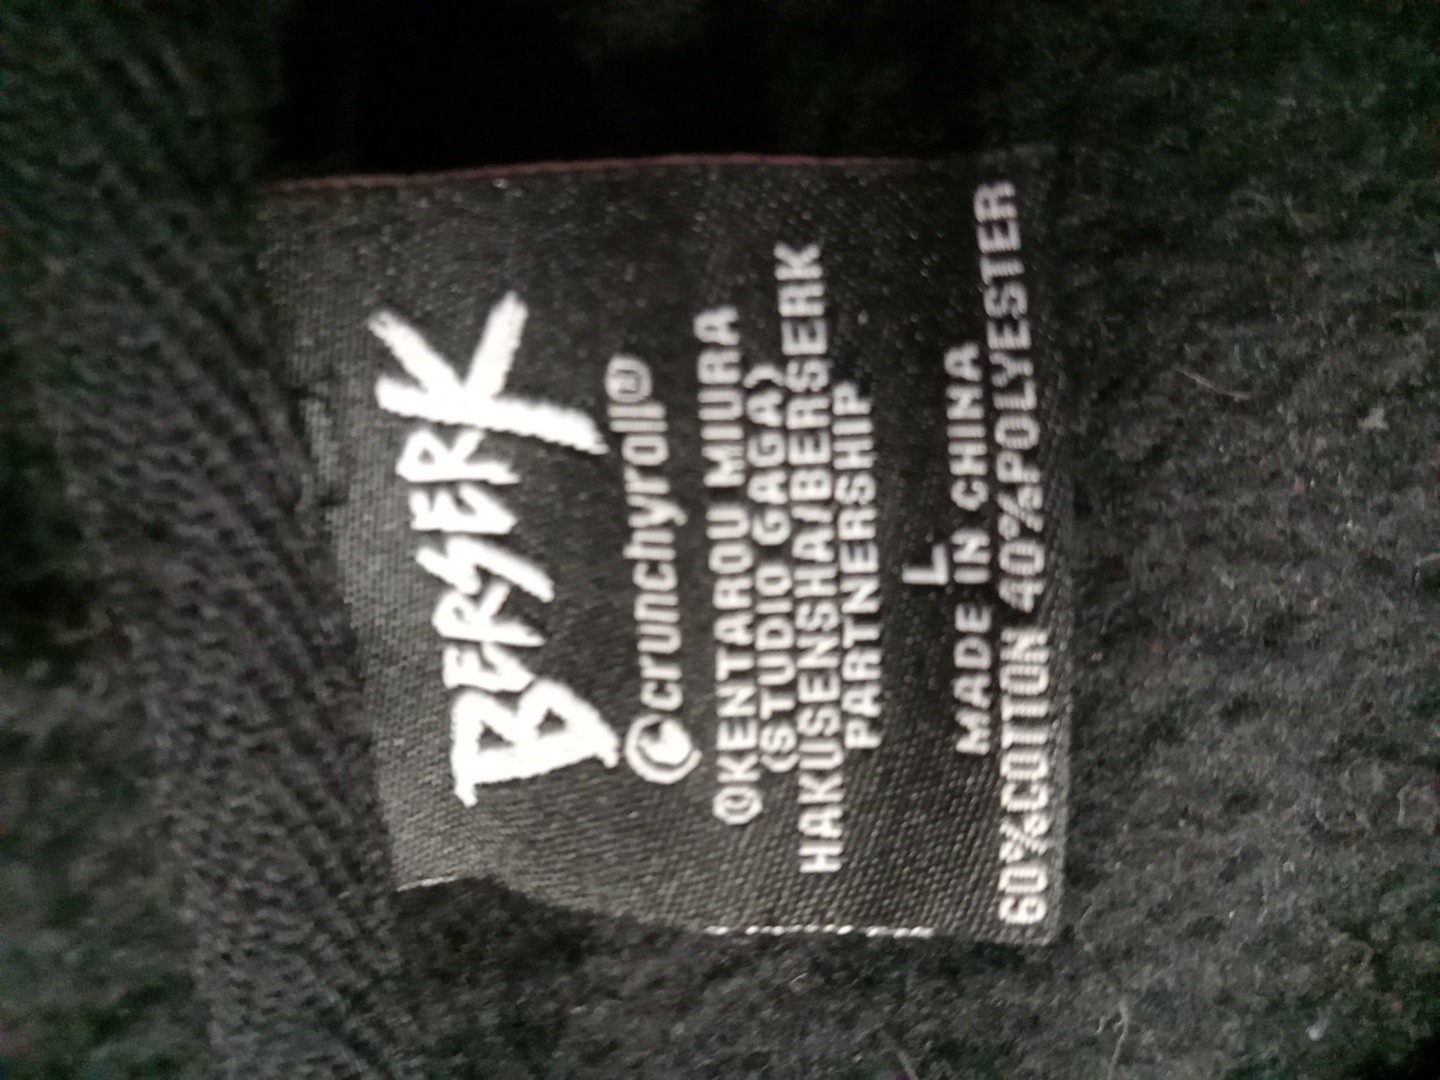 BERSERK
crunchyroll®
©KENTAROU MIURA
(STUDIO GAGA)
HAKUSENSHA/BERSERK
PARTNERSHIP
L
MADE IN CHINA
60%COTTON 40%POLYESTER